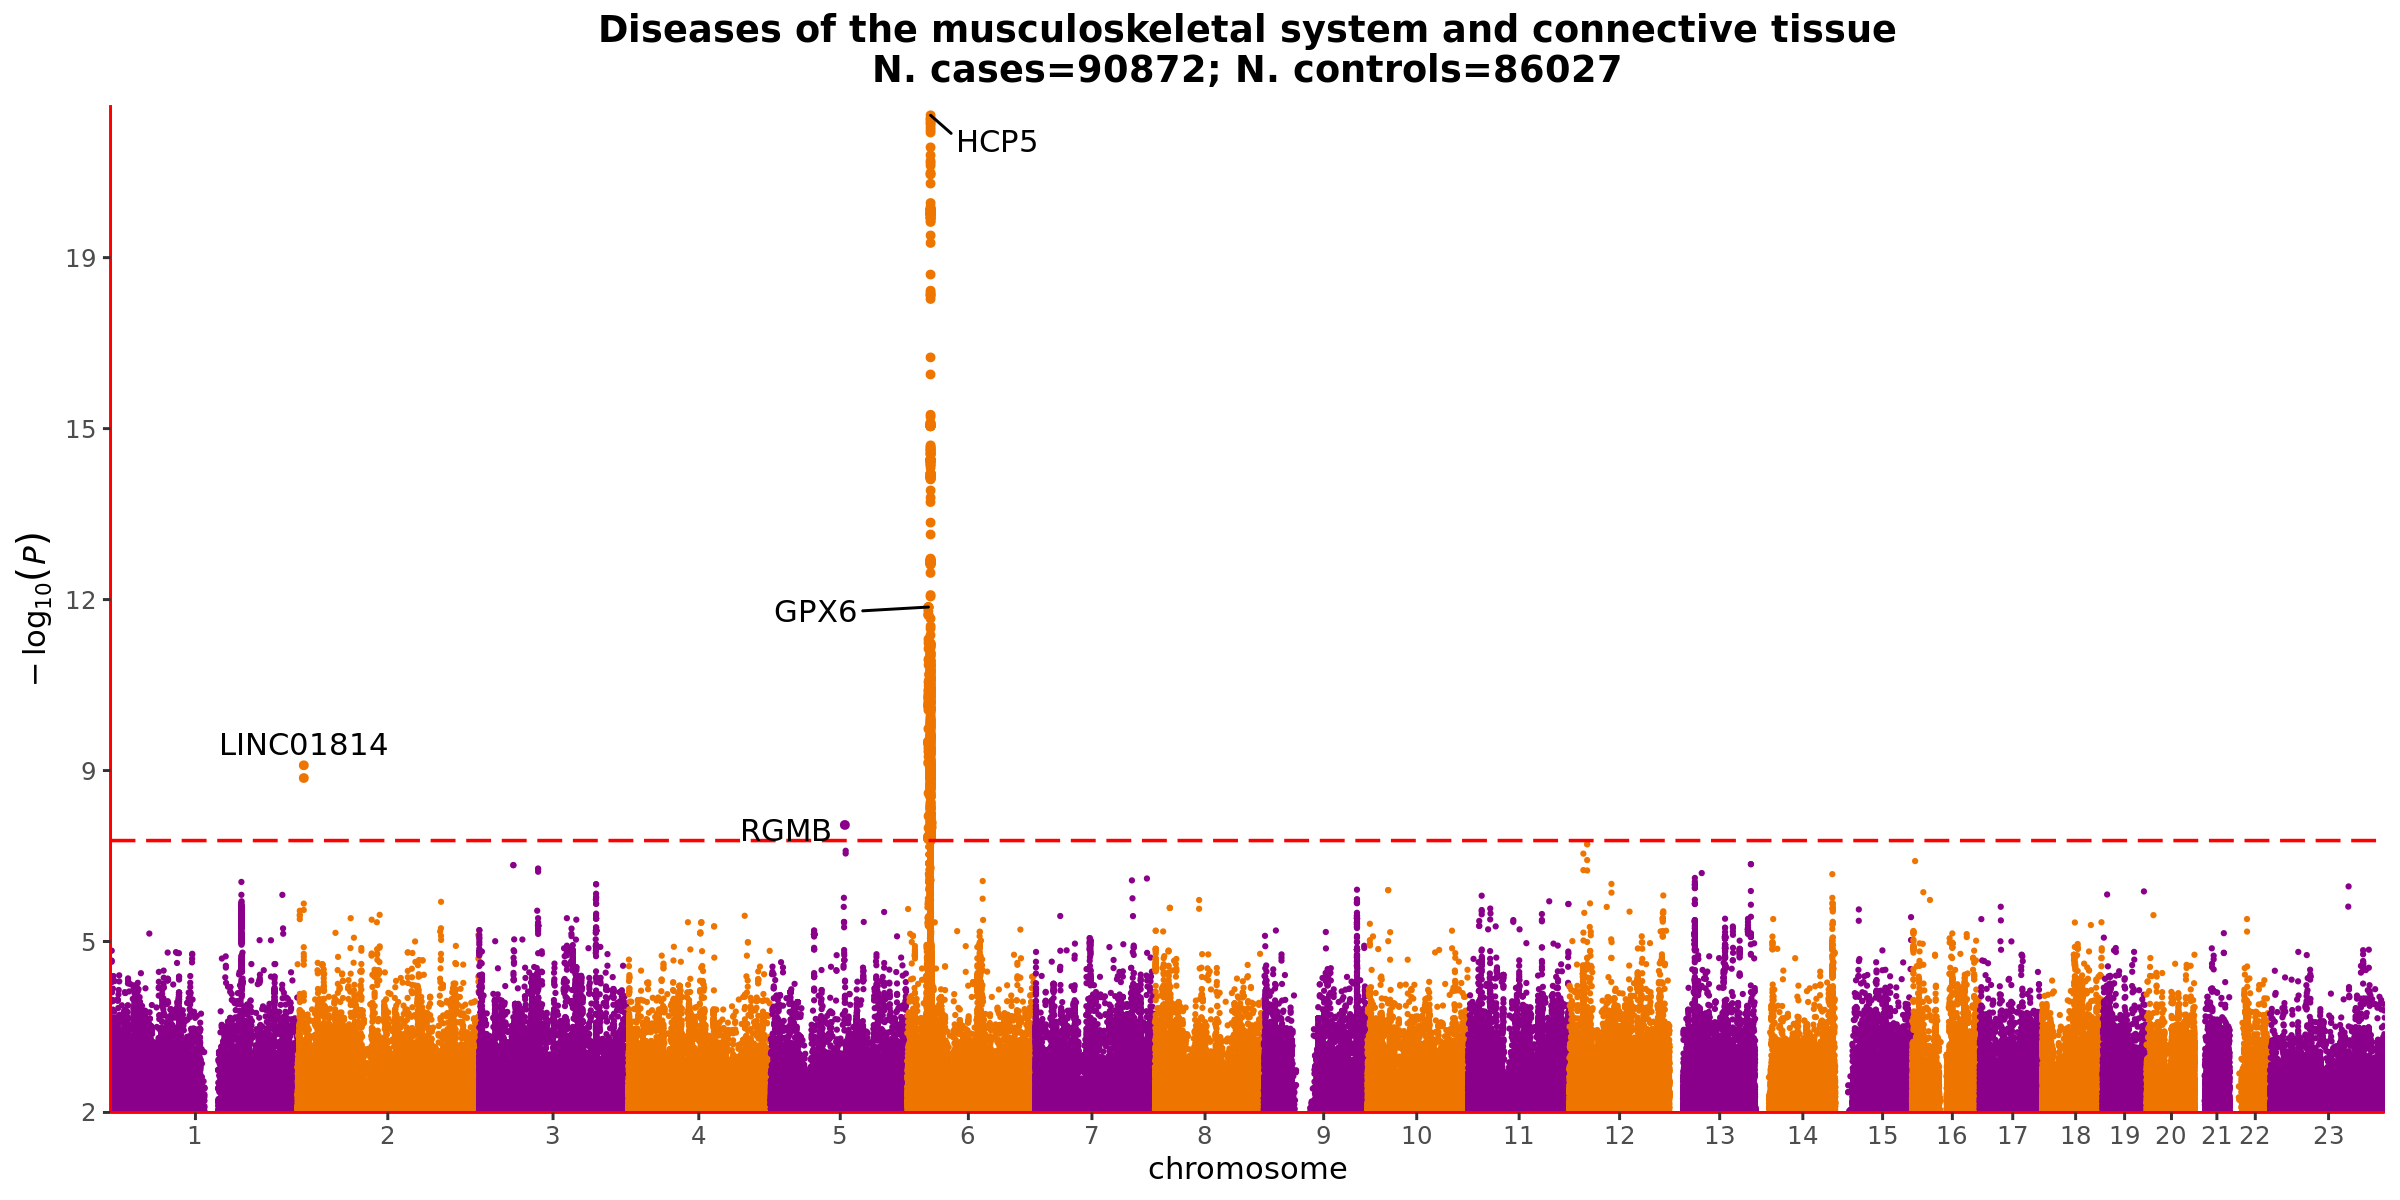 Diseases of the musculoskeletal system and connective tissue
N. cases=90872; N. controls=86027
HCP5
19
15
GPX6
12
−log₁₀(P)
LINC01814
9
RGMB
5
2
1 2 3 4 5 6 7 8 9 10 11 12 13 14 15 16 17 18 19 20 21 22 23
chromosome